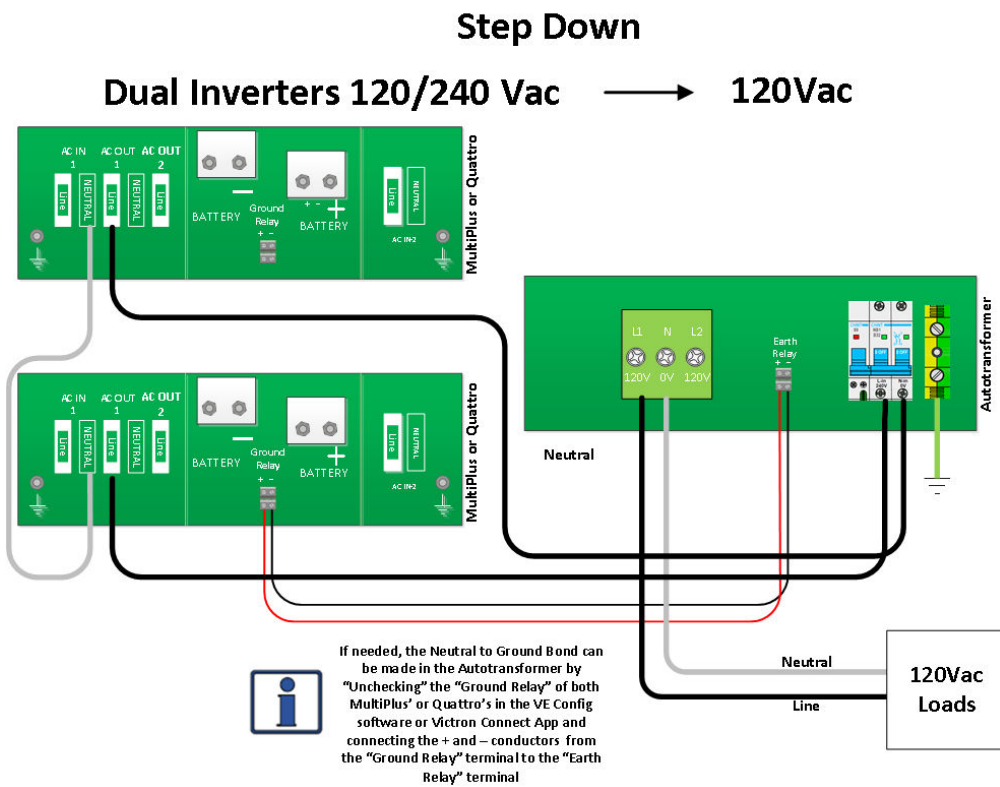 Step Down
Dual Inverters 120/240 Vac
120Vac
AC IN
1
AC OUT
1
AC OUT
2
Line
NEUTRAL
Line
NEUTRAL
Line
BATTERY
Ground
Relay
+ -
+ -
BATTERY
Line
NEUTRAL
AC IN-2
MultiPlus or Quattro
AC IN
1
AC OUT
1
AC OUT
2
Line
NEUTRAL
Line
NEUTRAL
Line
BATTERY
Ground
Relay
+ -
BATTERY
Line
NEUTRAL
AC IN-2
MultiPlus or Quattro
L1 N L2
120V 0V 120V
Earth
Relay
+ -
Autotransformer
Neutral
Neutral
Line
120Vac
Loads
If needed, the Neutral to Ground Bond can
be made in the Autotransformer by
“Unchecking” the “Ground Relay” of both
MultiPlus’ or Quattro’s in the VE Config
software or Victron Connect App and
connecting the + and – conductors from
the “Ground Relay” terminal to the “Earth
Relay” terminal